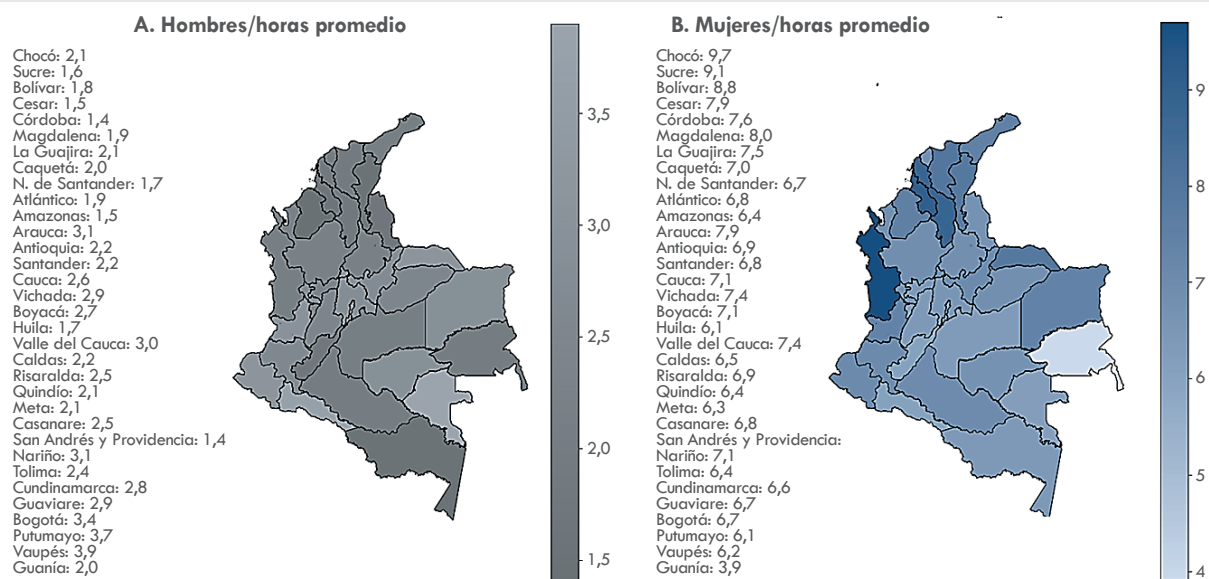 A. Hombres/horas promedio
Chocó: 2,1
Sucre: 1,6
Bolívar: 1,8
Cesar: 1,5
Córdoba: 1,4
Magdalena: 1,9
La Guajira: 2,1
Caquetá: 2,0
N. de Santander: 1,7
Atlántico: 1,9
Amazonas: 1,5
Arauca: 3,1
Antioquia: 2,2
Santander: 2,2
Cauca: 2,6
Vichada: 2,9
Boyacá: 2,7
Huila: 1,7
Valle del Cauca: 3,0
Caldas: 2,2
Risaralda: 2,5
Quindío: 2,1
Meta: 2,1
Casanare: 2,5
San Andrés y Providencia: 1,4
Nariño: 3,1
Tolima: 2,4
Cundinamarca: 2,8
Guaviare: 2,9
Bogotá: 3,4
Putumayo: 3,7
Vaupés: 3,9
Guanía: 2,0
3,5
3,0
2,5
2,0
1,5
B. Mujeres/horas promedio
Chocó: 9,7
Sucre: 9,1
Bolívar: 8,8
Cesar: 7,9
Córdoba: 7,6
Magdalena: 8,0
La Guajira: 7,5
Caquetá: 7,0
N. de Santander: 6,7
Atlántico: 6,8
Amazonas: 6,4
Arauca: 7,9
Antioquia: 6,9
Santander: 6,8
Cauca: 7,1
Vichada: 7,4
Boyacá: 7,1
Huila: 6,1
Valle del Cauca: 7,4
Caldas: 6,5
Risaralda: 6,9
Quindío: 6,4
Meta: 6,3
Casanare: 6,8
San Andrés y Providencia:
Nariño: 7,1
Tolima: 6,4
Cundinamarca: 6,6
Guaviare: 6,7
Bogotá: 6,7
Putumayo: 6,1
Vaupés: 6,2
Guanía: 3,9
9
8
7
6
5
4